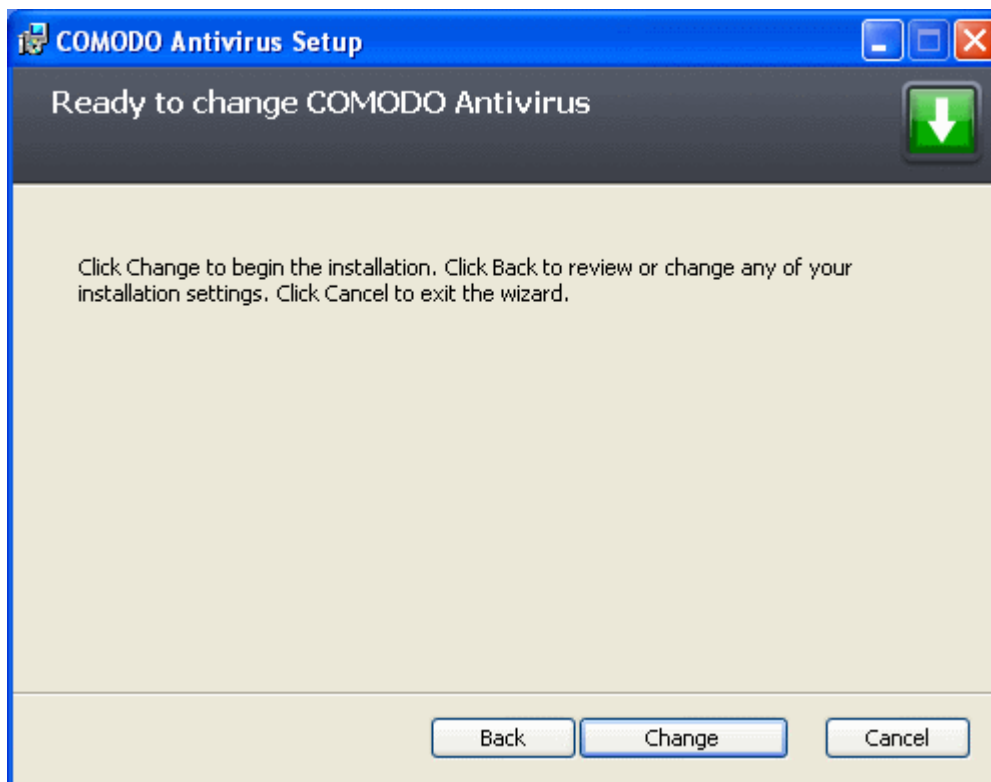 COMODO Antivirus Setup
Ready to change COMODO Antivirus
Click Change to begin the installation. Click Back to review or change any of your
installation settings. Click Cancel to exit the wizard.
Back Change Cancel